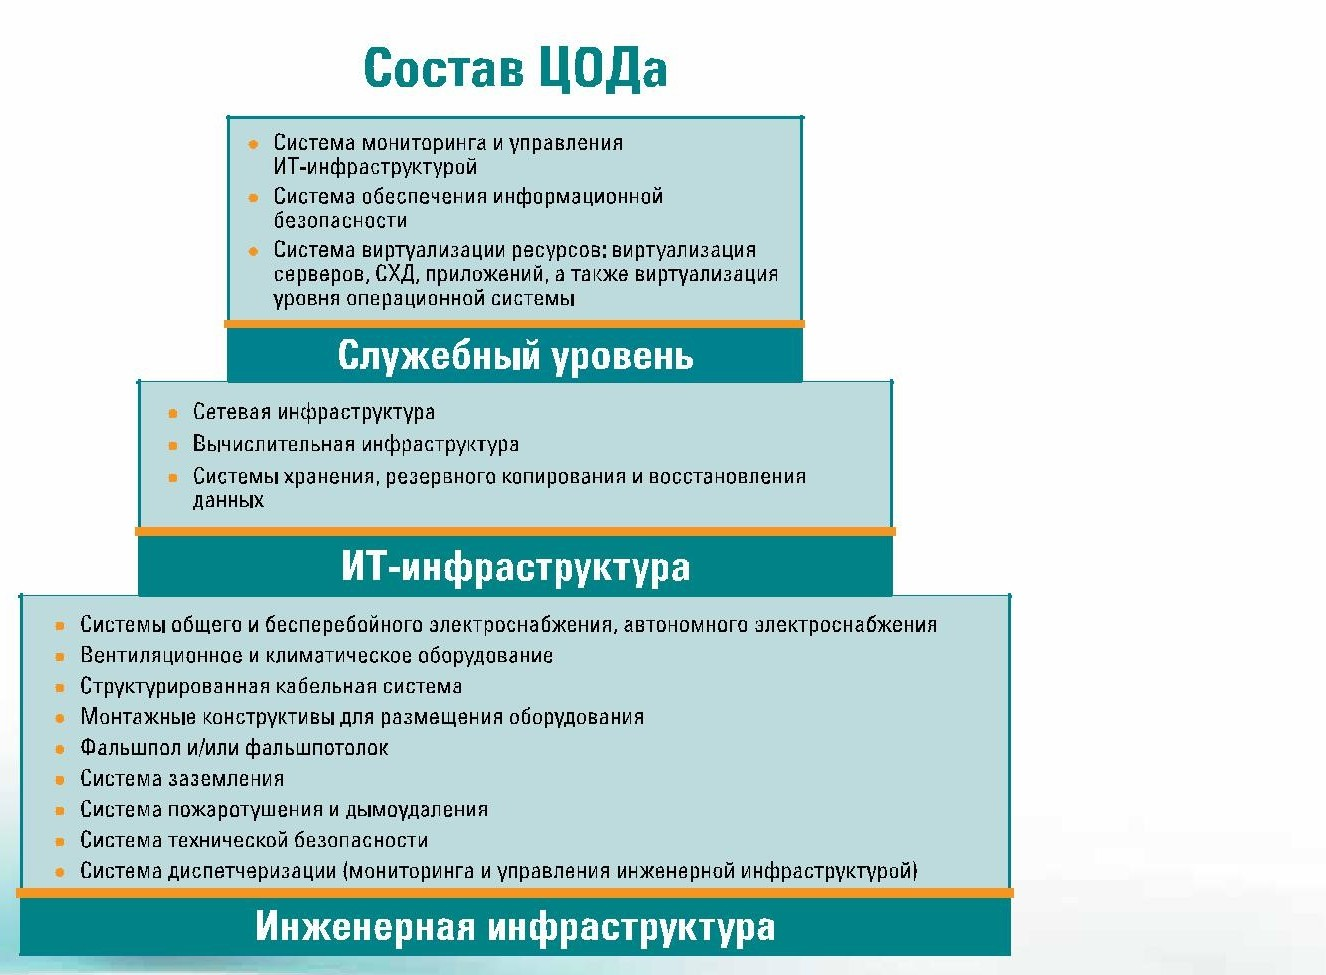 Состав ЦОДа
• Система мониторинга и управления
ИТ-инфраструктурой
• Система обеспечения информационной
безопасности
• Система виртуализации ресурсов: виртуализация
серверов, СХД, приложений, а также виртуализация
уровня операционной системы
Служебный уровень
• Сетевая инфраструктура
• Вычислительная инфраструктура
• Системы хранения, резервного копирования и восстановления
данных
ИТ-инфраструктура
• Системы общего и бесперебойного электроснабжения, автономного электроснабжения
• Вентиляционное и климатическое оборудование
• Структурированная кабельная система
• Монтажные конструктивы для размещения оборудования
• Фальшпол и/или фальшпотолок
• Система заземления
• Система пожаротушения и дымоудаления
• Система технической безопасности
• Система диспетчеризации (мониторинга и управления инженерной инфраструктурой)
Инженерная инфраструктура